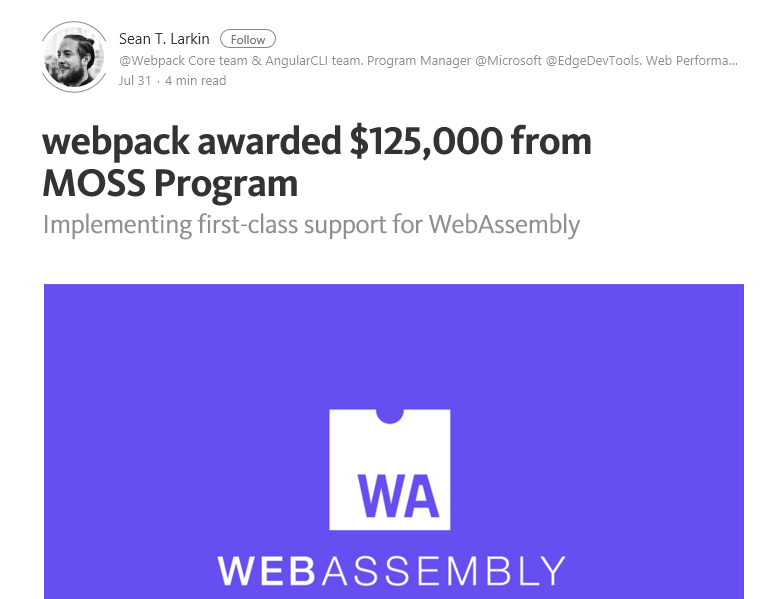 Sean T. Larkin Follow
@Webpack Core team & AngularCLI team. Program Manager @Microsoft @EdgeDevTools. Web Performa...
Jul 31 · 4 min read
webpack awarded $125,000 from
MOSS Program
Implementing first-class support for WebAssembly
WA
WEBASSEMBLY